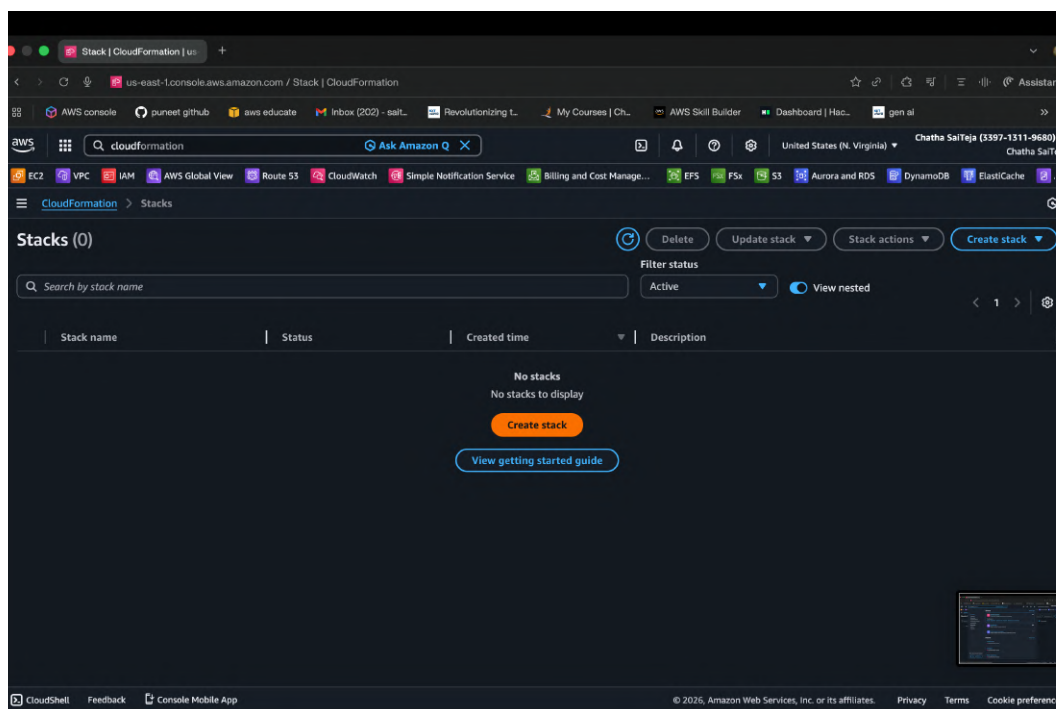 Stack | CloudFormation | us-
us-east-1.console.aws.amazon.com / Stack | CloudFormation
Assistan
AWS console puneet github aws educate Inbox (202) - sait... Revolutionizing t... My Courses | Ch... AWS Skill Builder Dashboard | Hac... gen ai
aws cloudformation Ask Amazon Q United States (N. Virginia) Chatha SaiTeja (3397-1311-9680)
Chatha SaiTe
EC2 VPC IAM AWS Global View Route 53 CloudWatch Simple Notification Service Billing and Cost Manage... EFS FSx S3 Aurora and RDS DynamoDB ElastiCache
CloudFormation > Stacks
Stacks (0) Delete Update stack Stack actions Create stack
Filter status
Search by stack name Active View nested
1
Stack name Status Created time Description
No stacks
No stacks to display
Create stack
View getting started guide
CloudShell Feedback Console Mobile App © 2026, Amazon Web Services, Inc. or its affiliates. Privacy Terms Cookie preferenc